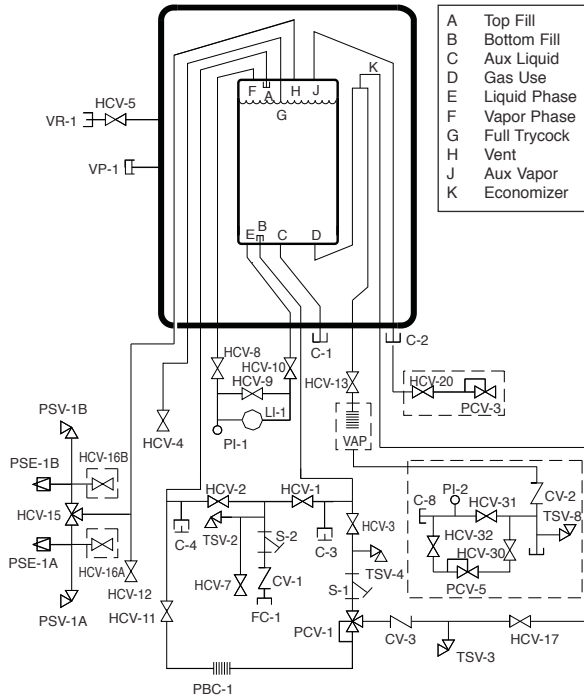 A Top Fill
B Bottom Fill
C Aux Liquid
D Gas Use
E Liquid Phase
F Vapor Phase
G Full Trycock
H Vent
J Aux Vapor
K Economizer
K
F A H J
G
HCV-5
VR-1
VP-1
B
E C D
C-1
C-2
HCV-8
HCV-10
HCV-9
HCV-13
HCV-20
PCV-3
LI-1
PI-1
HCV-4
VAP
PSV-1B
HCV-16B
PSE-1B
HCV-15
PSE-1A
HCV-16A
HCV-12
PSV-1A
HCV-11
HCV-2
HCV-1
C-4
TSV-2
S-2
C-3
HCV-3
HCV-7
CV-1
TSV-4
S-1
FC-1
PCV-1
PBC-1
CV-3
TSV-3
HCV-17
PI-2
C-8
HCV-31
CV-2
TSV-8
HCV-32
HCV-30
PCV-5